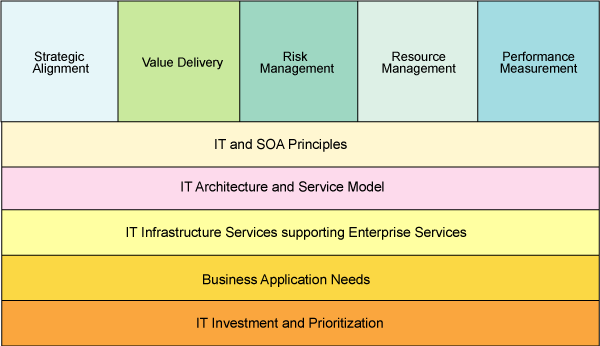 Strategic
Alignment
Value Delivery
Risk
Management
Resource
Management
Performance
Measurement
IT and SOA Principles
IT Architecture and Service Model
IT Infrastructure Services supporting Enterprise Services
Business Application Needs
IT Investment and Prioritization